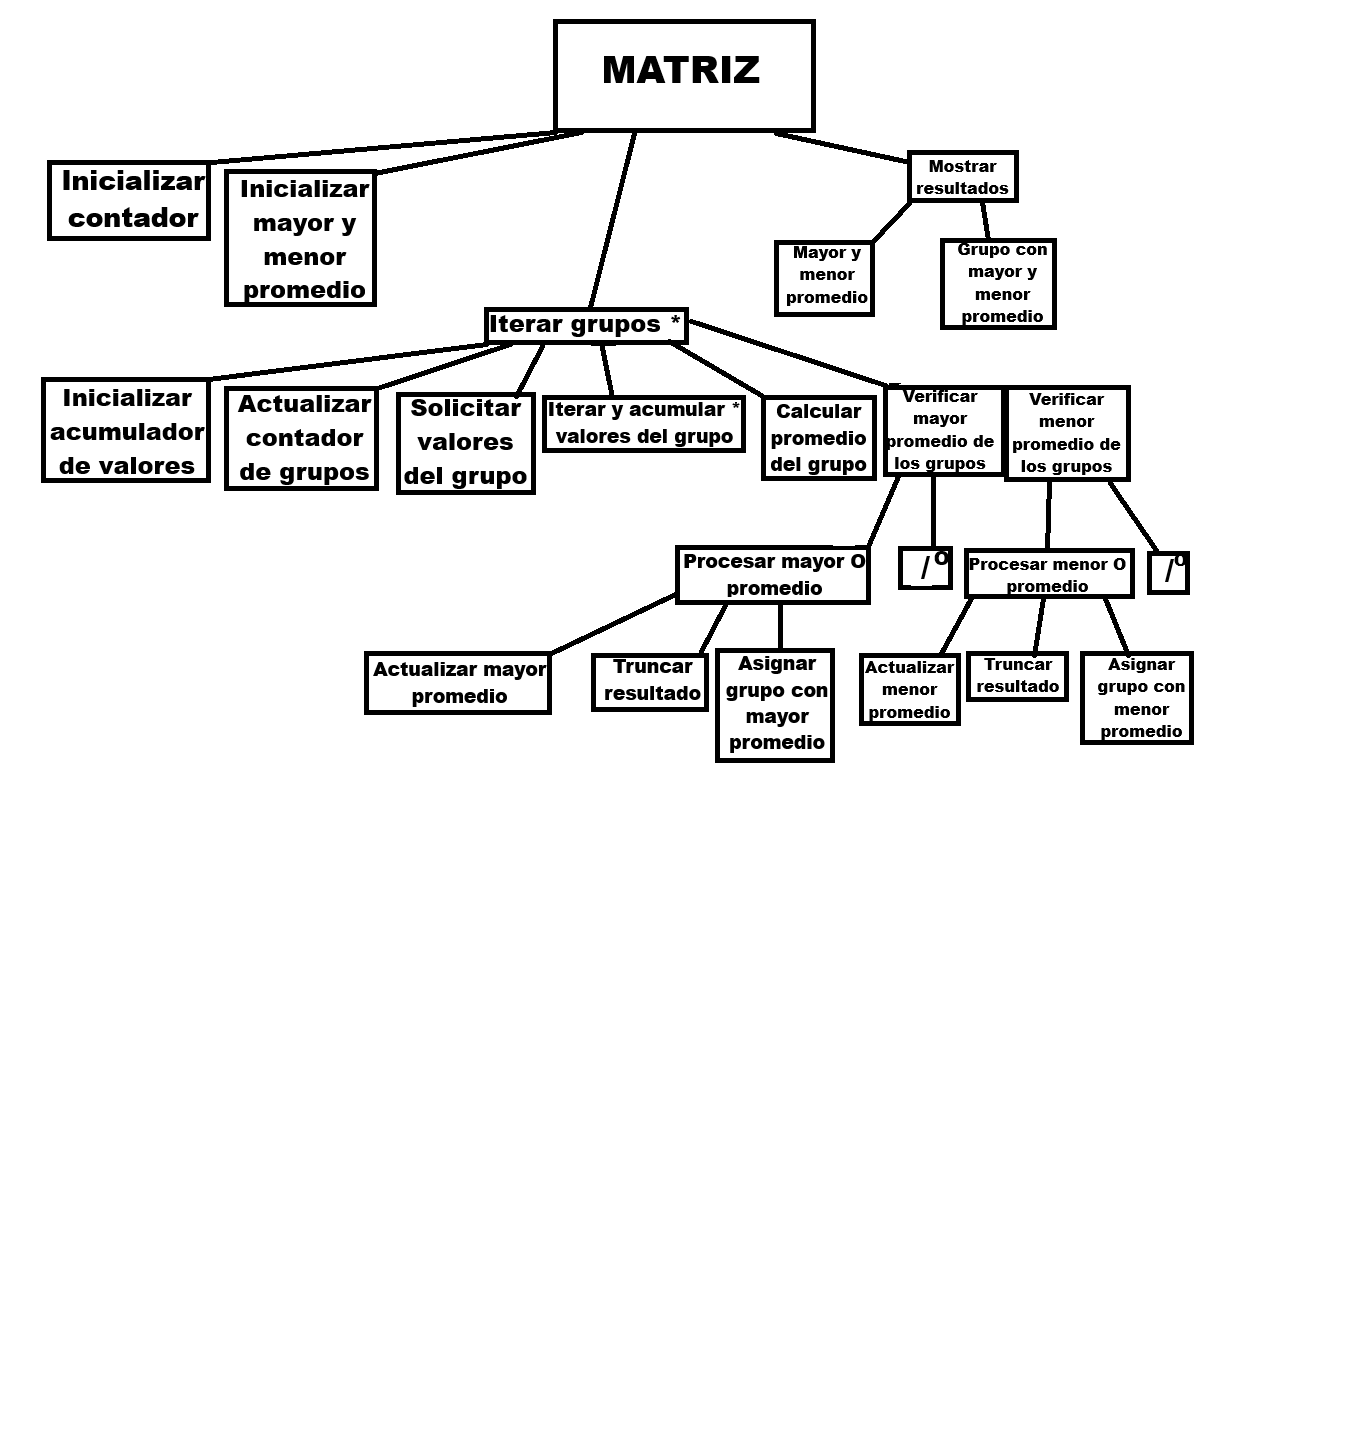 MATRIZ
Inicializar
contador
Inicializar
mayor y
menor
promedio
Mostrar
resultados
Mayor y
menor
promedio
Grupo con
mayor y
menor
promedio
Iterar grupos *
Inicializar
acumulador
de valores
Actualizar
contador
de grupos
Solicitar
valores
del grupo
Iterar y acumular *
valores del grupo
Calcular
promedio
del grupo
Verificar
mayor
promedio de
los grupos
Verificar
menor
promedio de
los grupos
Procesar mayor O
promedio
/ O
Procesar menor O
promedio
/ O
Actualizar mayor
promedio
Truncar
resultado
Asignar
grupo con
mayor
promedio
Actualizar
menor
promedio
Truncar
resultado
Asignar
grupo con
menor
promedio